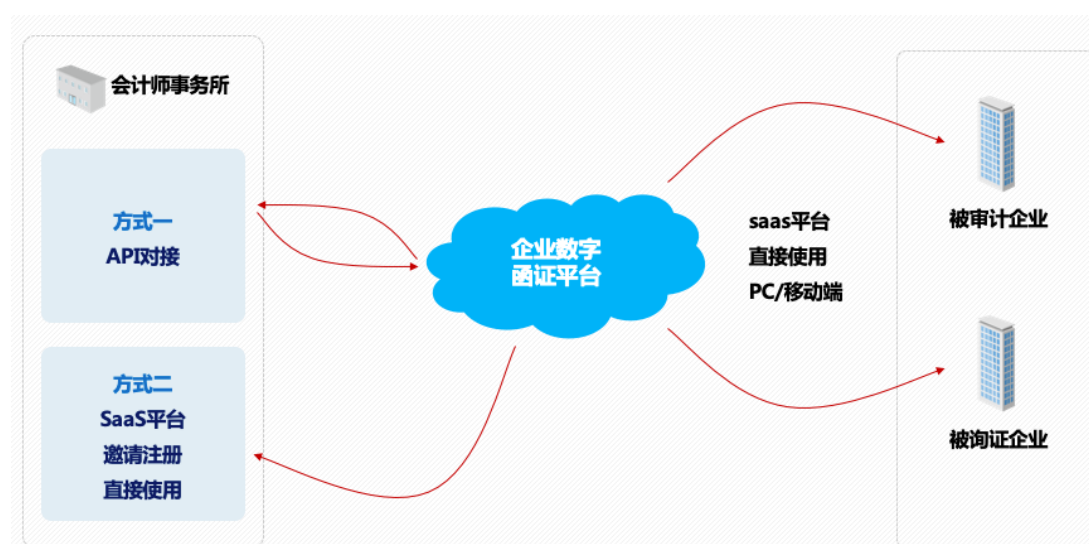 会计师事务所
方式一
API对接
方式二
SaaS平台
邀请注册
直接使用
企业数字
函证平台
saas平台
直接使用
PC/移动端
被审计企业
被询证企业